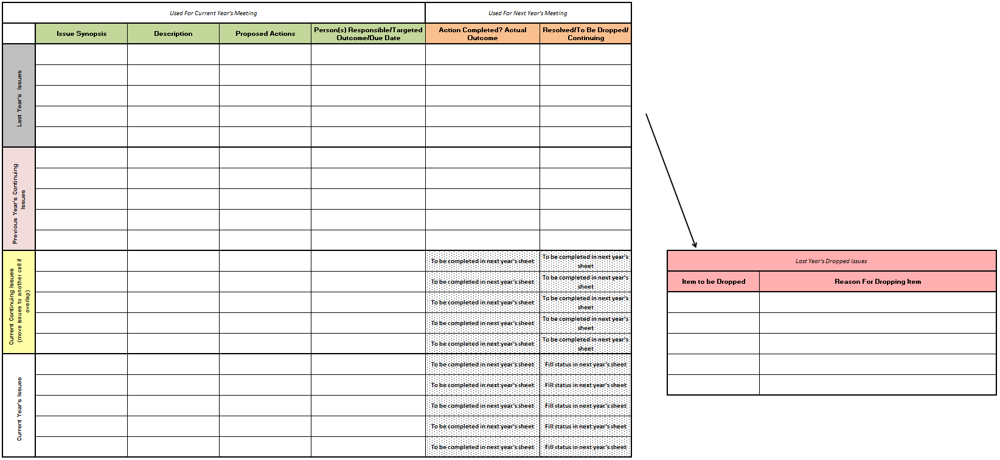 Used For Current Year's Meeting
Used For Next Year's Meeting
Issue Synopsis
Description
Proposed Actions
Person(s) Responsible/Targeted
Outcome/Due Date
Action Completed? Actual
Outcome
Resolved/To Be Dropped/
Continuing
Last Year's Issues
Previous Year's Continuing
Issues
Current Continuing Issues
(move issues to another cell if
overlap)
To be completed in next year's sheet
To be completed in next year's
sheet
To be completed in next year's sheet
To be completed in next year's
sheet
To be completed in next year's sheet
To be completed in next year's
sheet
To be completed in next year's sheet
To be completed in next year's
sheet
To be completed in next year's sheet
To be completed in next year's
sheet
Current Year's Issues
To be completed in next year's sheet
Fill status in next year's sheet
To be completed in next year's sheet
Fill status in next year's sheet
To be completed in next year's sheet
Fill status in next year's sheet
To be completed in next year's sheet
Fill status in next year's sheet
To be completed in next year's sheet
Fill status in next year's sheet
Last Year's Dropped Issues
Item to be Dropped
Reason For Dropping Item